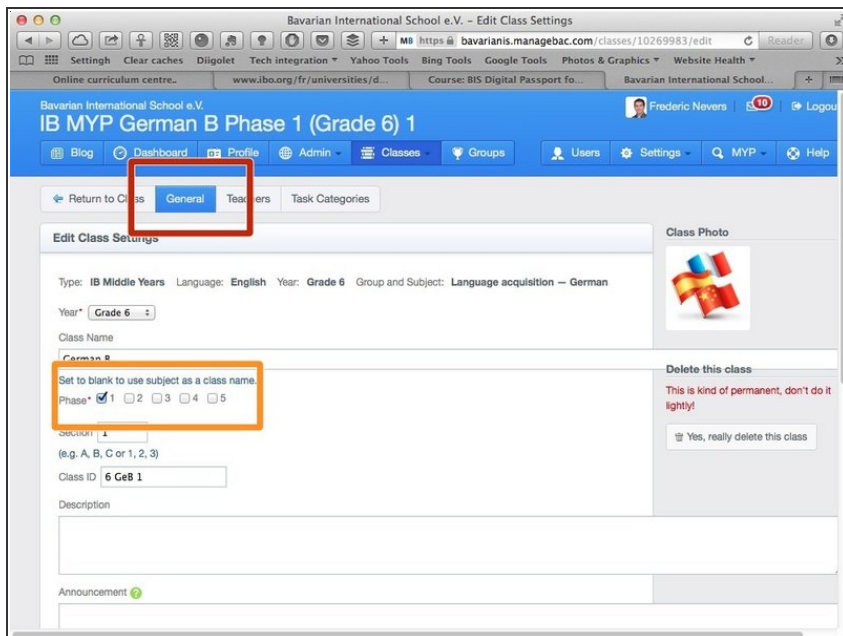 Bavarian International School e.V. – Edit Class Settings
MB https bavarianis.managebac.com/classes/10269983/edit C Reader
Settingh Clear caches Diigolet Tech integration Yahoo Tools Bing Tools Google Tools Photos & Graphics Website Health
Online curriculum centre.. www.ibo.org/fr/universities/d... Course: BIS Digital Passport fo... Bavarian International School...
Bavarian International School e.V. Frederic Nevers 10 Logou
IB MYP German B Phase 1 (Grade 6) 1
Blog Dashboard Profile Admin Classes Groups Users Settings MYP Help
Return to Class General Teachers Task Categories
Edit Class Settings
Class Photo
Type: IB Middle Years Language: English Year: Grade 6 Group and Subject: Language acquisition — German
Year* Grade 6
Class Name
German B
Set to blank to use subject as a class name.
Phase* 1 2 3 4 5
Section 1
(e.g. A, B, C or 1, 2, 3)
Class ID 6 GeB 1
Description
Announcement ?
Delete this class
This is kind of permanent, don't do it
lightly!
Yes, really delete this class